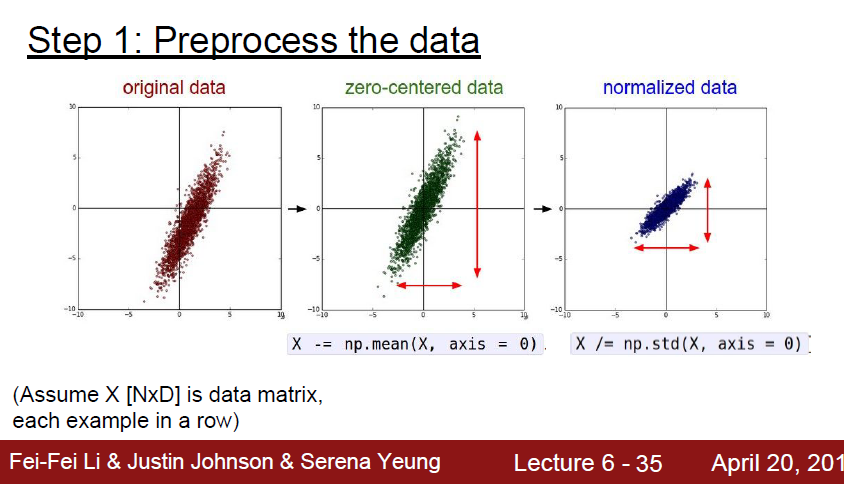 Step 1: Preprocess the data
original data
zero-centered data
normalized data
10
5
0
−5
−10
−10 −5 0 5 10
10
5
0
−5
−10
−10 −5 0 5 10
10
5
0
−5
−10
−10 −5 0 5 10
X -= np.mean(X, axis = 0)
X /= np.std(X, axis = 0)
(Assume X [NxD] is data matrix,
each example in a row)
Fei-Fei Li & Justin Johnson & Serena Yeung
Lecture 6 - 35
April 20, 201